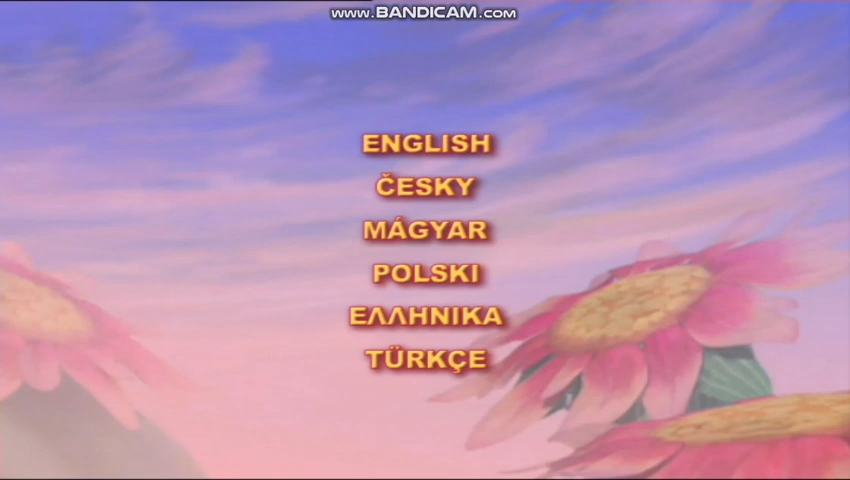 www.BANDICAM.com
ENGLISH
ČESKY
MÁGYAR
POLSKI
ΕΛΛΗΝΙΚΑ
TÜRKÇE